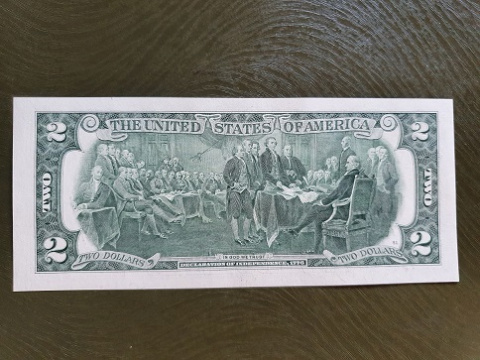 2 THE UNITED STATES OF AMERICA 2
TWO TWO
2 IN GOD WE TRUST 2
TWO DOLLARS DECLARATION OF INDEPENDENCE, 1776 TWO DOLLARS